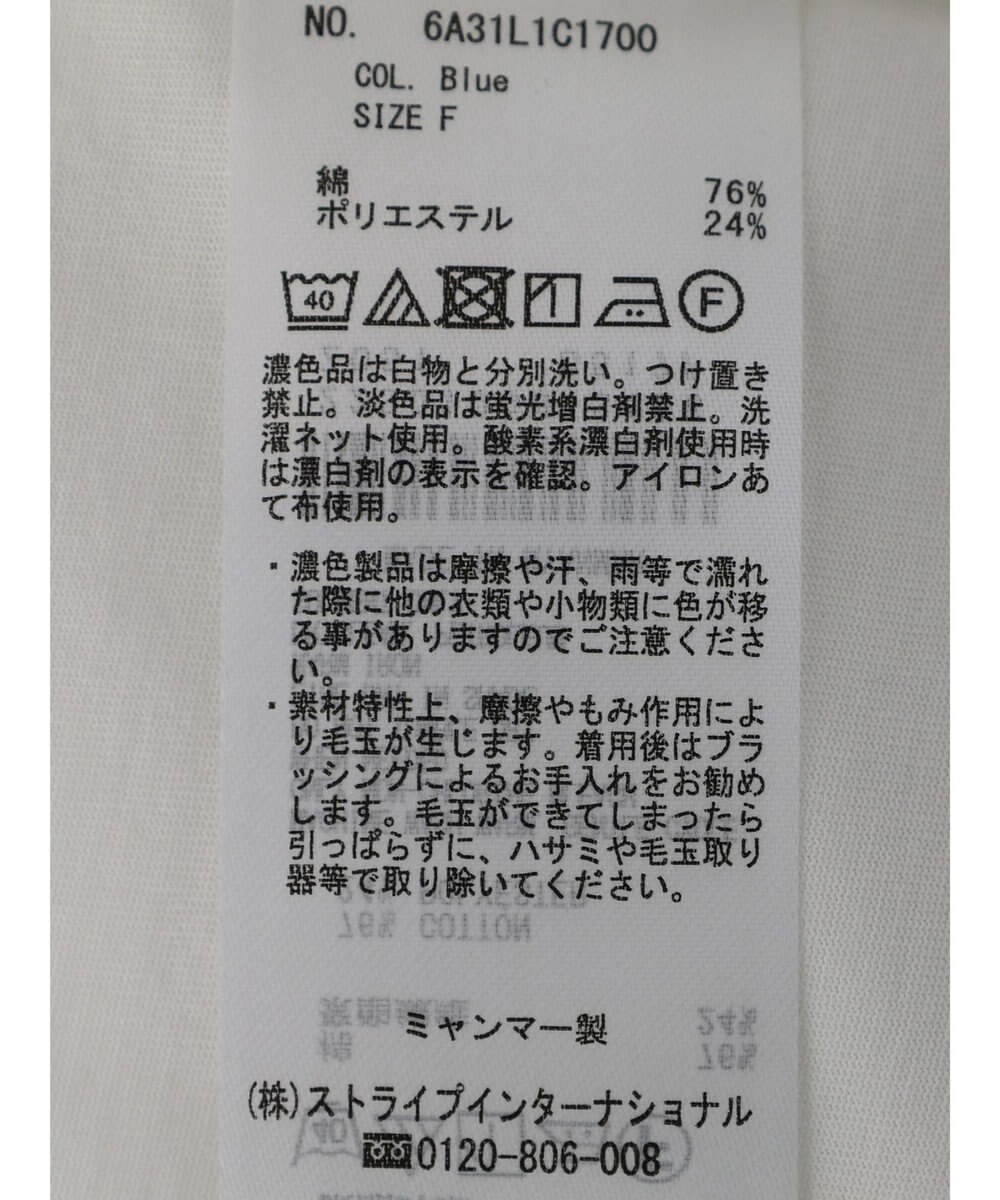 NO. 6A31L1C1700
COL. Blue
SIZE F
綿 76%
ポリエステル 24%
40 F
濃色品は白物と分別洗い。つけ置き
禁止。淡色品は蛍光増白剤禁止。洗
濯ネット使用。酸素系漂白剤使用時
は漂白剤の表示を確認。アイロンあ
て布使用。
・濃色製品は摩擦や汗、雨等で濡れ
た際に他の衣類や小物類に色が移
る事がありますのでご注意くださ
い。
・素材特性上、摩擦やもみ作用によ
り毛玉が生じます。着用後はブラ
ッシングによるお手入れをお勧め
します。毛玉ができてしまったら
引っぱらずに、ハサミや毛玉取り
器等で取り除いてください。
24% POLYESTER
76% COTTON
ミャンマー製
24%
綿 76%
(株)ストライプインターナショナル
0120-806-008